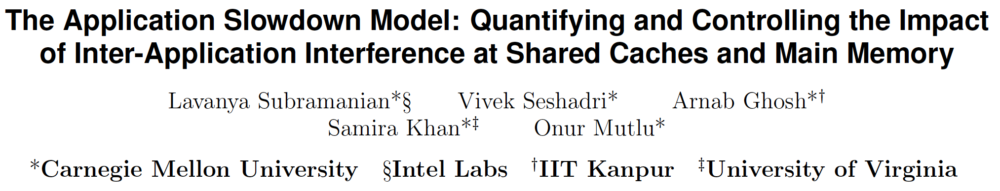 The Application Slowdown Model: Quantifying and Controlling the Impact
of Inter-Application Interference at Shared Caches and Main Memory
Lavanya Subramanian*§ Vivek Seshadri* Arnab Ghosh*†
Samira Khan*‡ Onur Mutlu*
*Carnegie Mellon University §Intel Labs †IIT Kanpur ‡University of Virginia